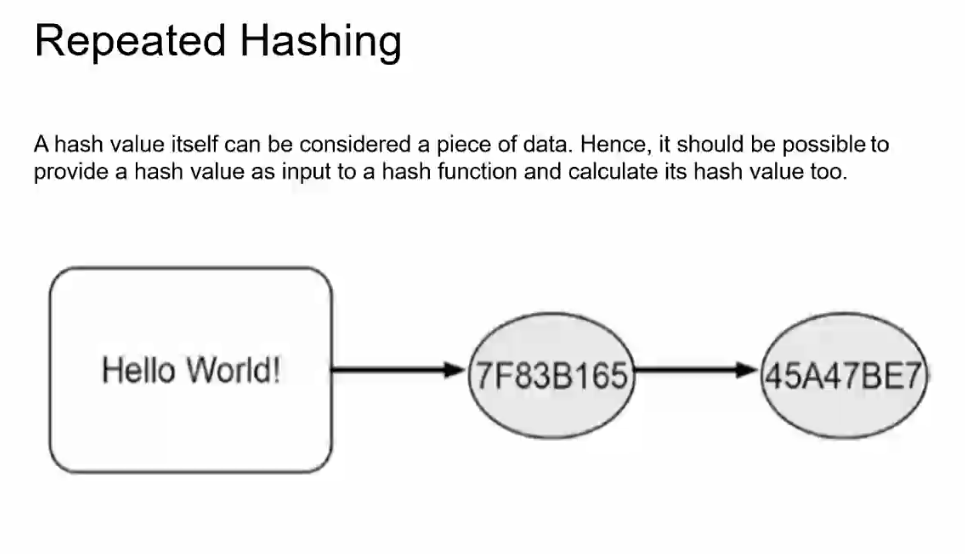 Repeated Hashing
A hash value itself can be considered a piece of data. Hence, it should be possible to
provide a hash value as input to a hash function and calculate its hash value too.
Hello World!
7F83B165
45A47BE7